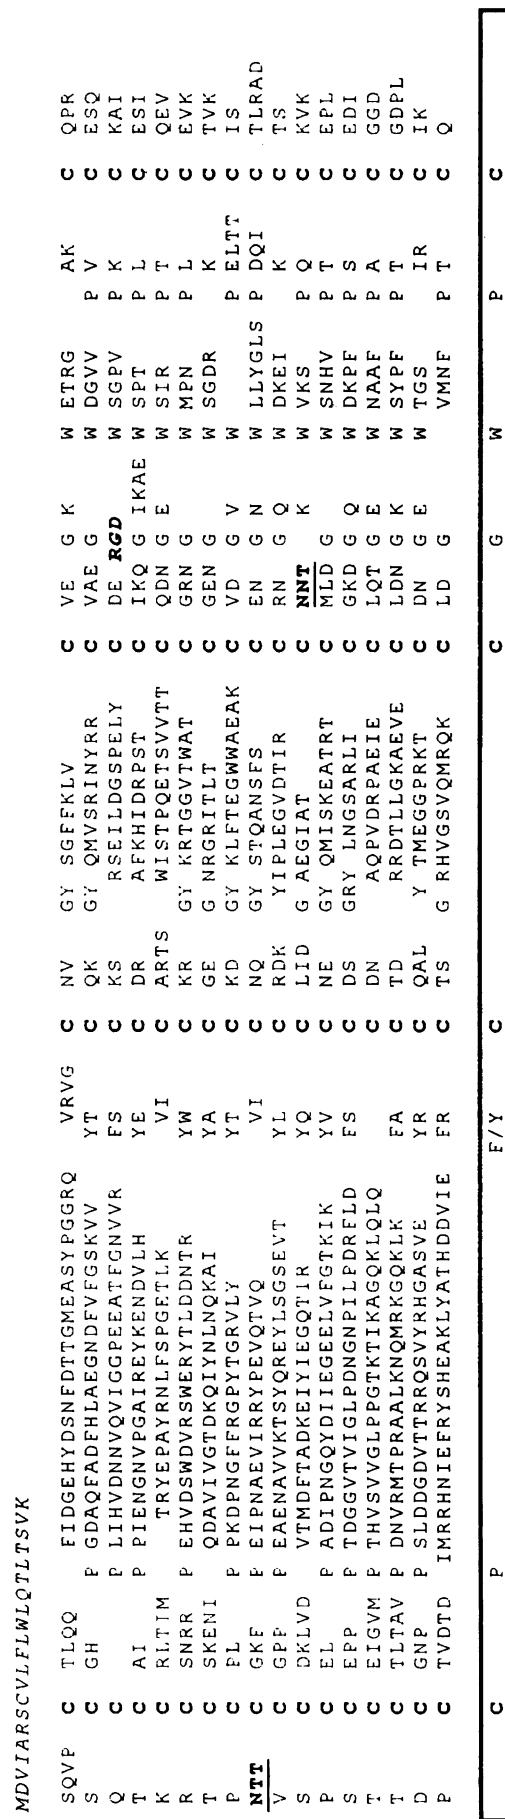 MDVIARSCVLFLWLQTLTSVK
SQVP C TLQQ FIDGEHYDSNFDTTGMEASYPGGRQ VRVG C NV GY SGFFKLV C VE G K W ETRG AK C QPR
S C GH P GDAQFADFHLAEGNDFVFGSKVV YT C QK GY QMVSRINYRR C VAE G W DGVV P V C ESQ
Q C P LIHVDNNVQVIGGPEEATFGNVVR FS C KS RSEILDGSPELY C DE RGD W SGPV P K C KAI
T C AI P PIENGNVPGAIREYKENDVLH YE C DR AFKHIDRPST C IKQ G IKAE W SPT P L C ESI
K C RLTIM TRYEPAYRNLFSPGETLK VI C ARTS WISTPQETSVVTT C QDN G E W SIR P T C QEV
R C SNRR P EHVDSWDVRSWERYTLDDNTR YW C KR GY KRTGGVTWAT C GRN G W MPN P L C EVK
T C SKENI QDAVIVGTDKQIYNLNQKAI YA C GE G NRGRITLT C GEN G W SGDR K C TVK
P C PL P PKDPNGFFRGPYTGRVLY YT C KD GY KLFTEGWWAEAK C VD G V W P ELTT C IS
NTT C GKF P EIPNAEVIRRYPEVQTVQ VI C NQ GY STQANSFS C EN G N W LLYGLS P DQI C TLRAD
V C GPP P EAENAVVKTSYQREYLSGSEVT YL C RDK YIPLEGVDTIR C RN G Q W DKEI K C TS
S C DKLVD VTMDFTADKEIYIEGQTIR YQ C LID G AEGIAT C NNT K W VKS P Q C KVK
P C EL P ADIPNGQYDIIEGEELVFGTKIK YV C NE GY QMISKEATRT C MLD G W SNHV P T C EPL
S C EPP P TDGGVTVIGLPDNGNPILPDRFLD FS C DS GRY LNGSARLI C GKD G Q W DKPF P S C EDI
T C EIGVM P THVSVVGLPPGTKTIKAGQKLQLQ C DN AQPVDRPAEIE C LQT G E W NAAF P A C GGD
T C TLTAV P DNVRMTPRAALKNQMRKGQKLK FA C TD RRDTLLGKAEVE C LDN G K W SYPF P T C GDPL
D C GNP P SLDDGDVTTRRQSVYRHGASVE YR C QAL Y TMEGGPRKT C DN G E W TGS IR C IK
P C TVDTD IMRRHNIEFRYSHEAKLYATHDDVIE FR C TS G RHVGSVQMRQK C LD G VMNF P T C Q
C P F/Y C C G W P C